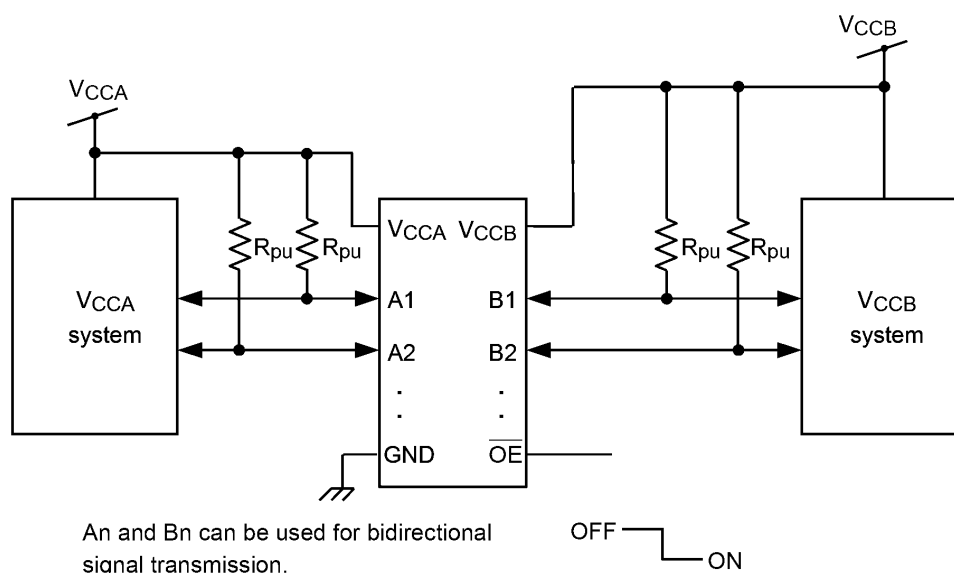 VCCB
VCCA
VCCA VCCB
Rpu Rpu Rpu Rpu
VCCA
system
A1 B1
VCCB
system
A2 B2
. .
. .
GND OE
An and Bn can be used for bidirectional
signal transmission.
OFF
ON